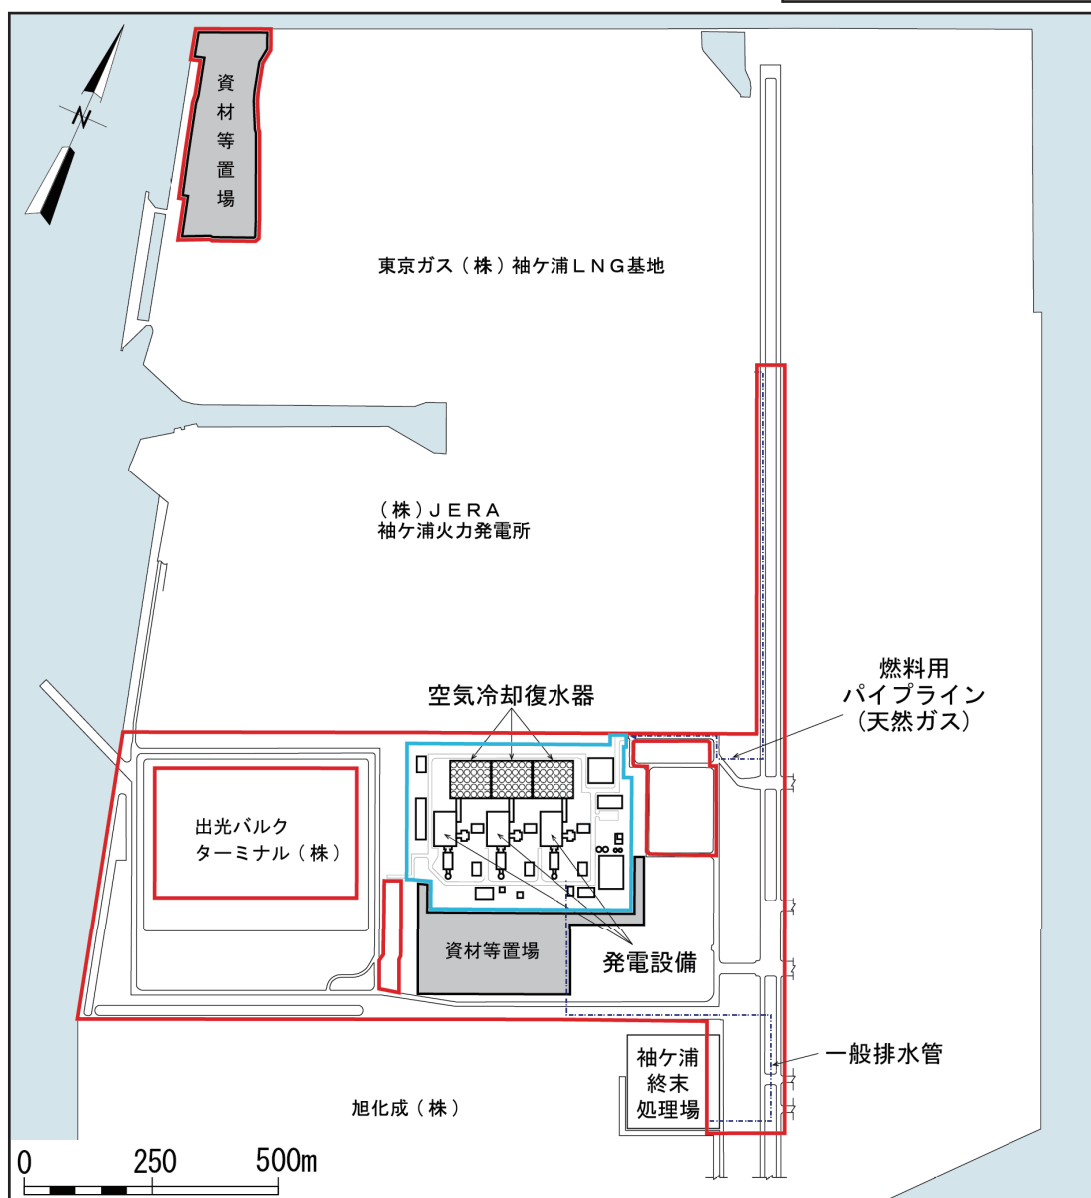 N
資材等置場
東京ガス（株）袖ケ浦ＬＮＧ基地
（株）ＪＥＲＡ
袖ケ浦火力発電所
燃料用
パイプライン
（天然ガス）
空気冷却復水器
出光バルク
ターミナル（株）
資材等置場
発電設備
袖ケ浦
終末
処理場
一般排水管
旭化成（株）
0 250 500m